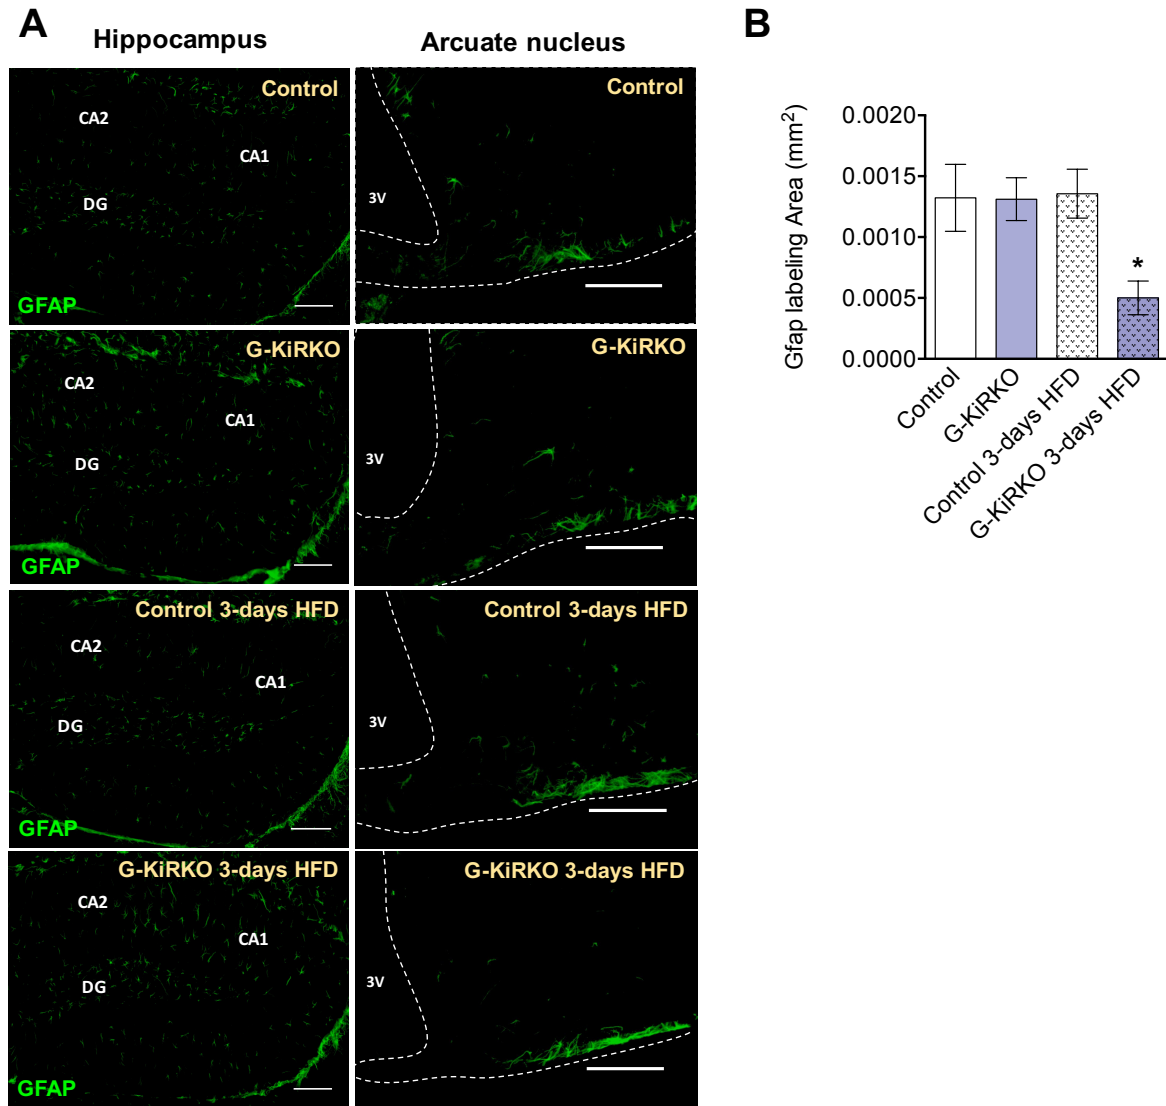 A
Hippocampus
Arcuate nucleus
Control
CA2
CA1
DG
GFAP
Control
3V
G-KiRKO
CA2
CA1
DG
GFAP
G-KiRKO
3V
Control 3-days HFD
CA2
CA1
DG
GFAP
Control 3-days HFD
3V
G-KiRKO 3-days HFD
CA2
CA1
DG
GFAP
G-KiRKO 3-days HFD
3V
B
Gfap labeling Area (mm²)
0.0020
0.0015
0.0010
0.0005
0.0000
*
Control
G-KiRKO
Control 3-days HFD
G-KiRKO 3-days HFD